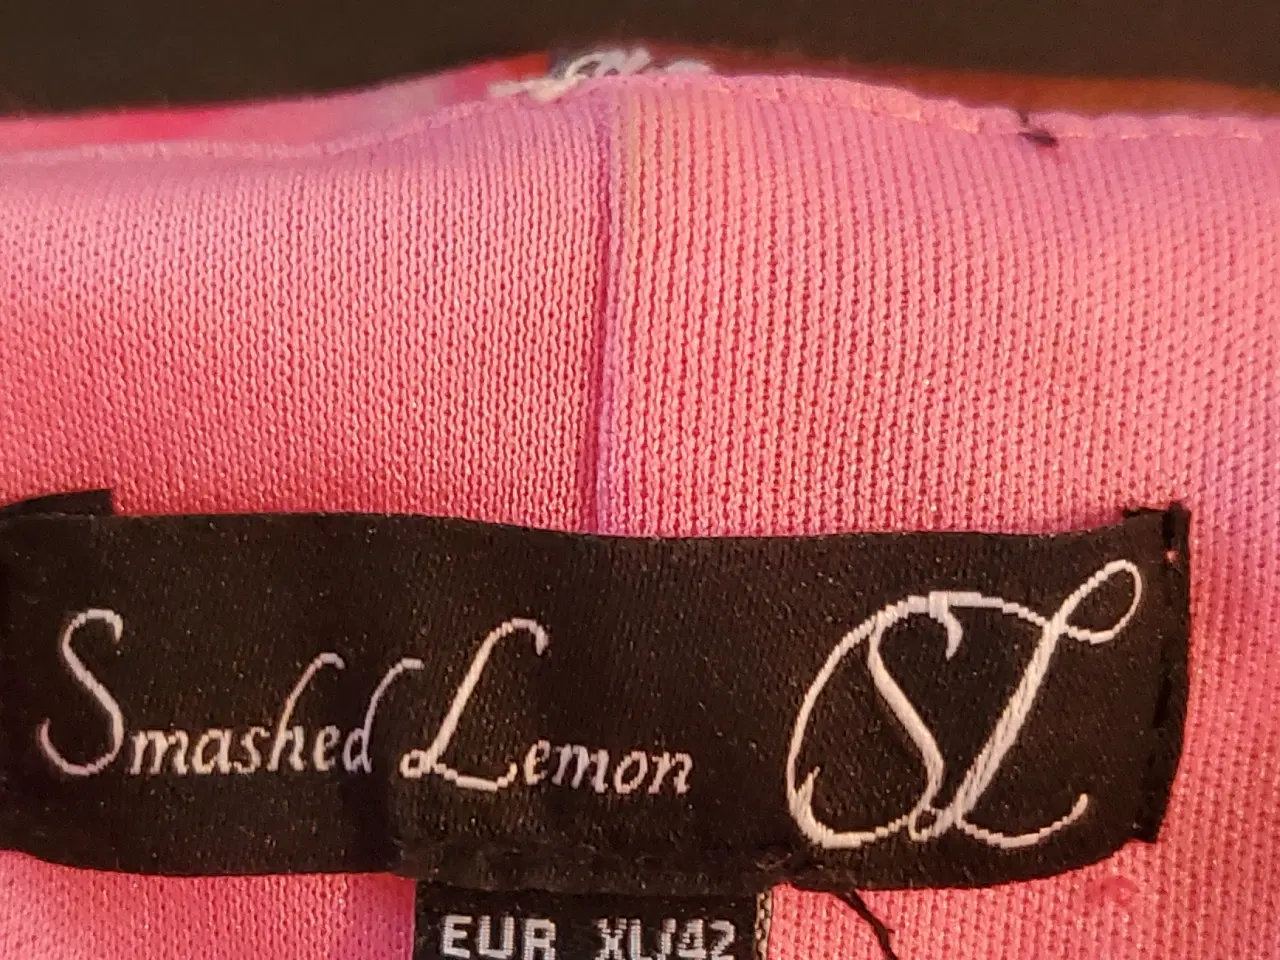 Smashed Lemon
SL
EUR XL/42